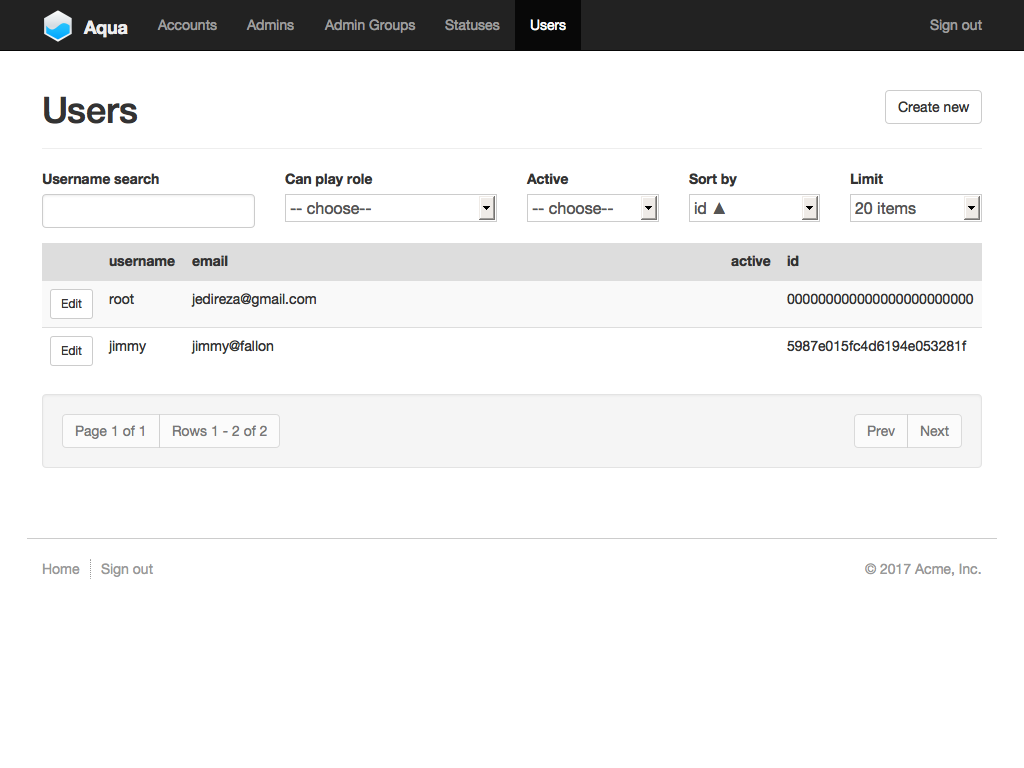 Aqua Accounts Admins Admin Groups Statuses Users Sign out
Users Create new
Username search Can play role Active Sort by Limit
-- choose-- -- choose-- id ▲ 20 items
username email active id
Edit root jedireza@gmail.com 000000000000000000000000
Edit jimmy jimmy@fallon 5987e015fc4d6194e053281f
Page 1 of 1 Rows 1 - 2 of 2 Prev Next
Home Sign out © 2017 Acme, Inc.